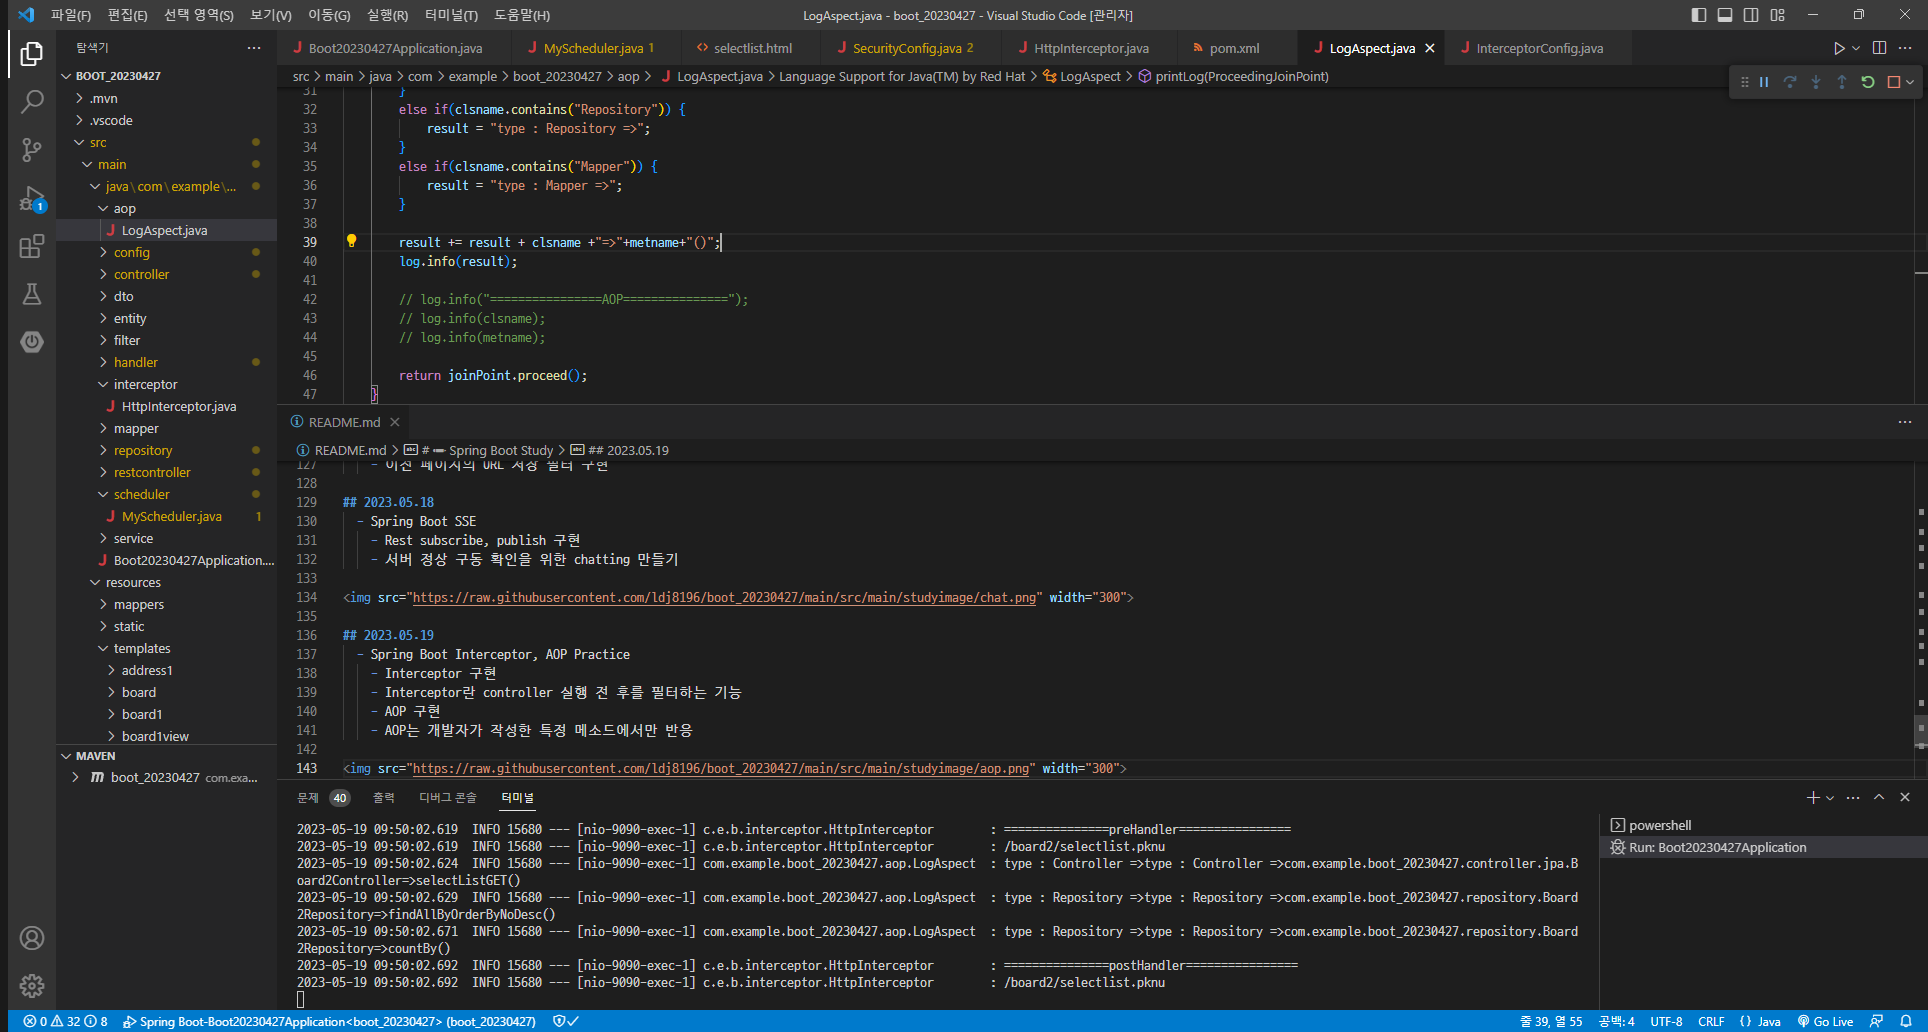 파일(F) 편집(E) 선택 영역(S) 보기(V) 이동(G) 실행(R) 터미널(T) 도움말(H)
LogAspect.java - boot_20230427 - Visual Studio Code [관리자]
탐색기
BOOT_20230427
.mvn
.vscode
src
main
java\com\example\...
aop
LogAspect.java
config
controller
dto
entity
filter
handler
interceptor
HttpInterceptor.java
mapper
repository
restcontroller
scheduler
MyScheduler.java 1
service
Boot20230427Application....
resources
mappers
static
templates
address1
board
board1
board1view
MAVEN
boot_20230427 com.exa...
Boot20230427Application.java MyScheduler.java 1 selectlist.html SecurityConfig.java 2 HttpInterceptor.java pom.xml LogAspect.java InterceptorConfig.java
src > main > java > com > example > boot_20230427 > aop > LogAspect.java > Language Support for Java(TM) by Red Hat > LogAspect > printLog(ProceedingJoinPoint)
31 }
32 else if(clsname.contains("Repository")) {
33 result = "type : Repository =>";
34 }
35 else if(clsname.contains("Mapper")) {
36 result = "type : Mapper =>";
37 }
38
39 result += result + clsname +"=>"+metname+"()";
40 log.info(result);
41
42 // log.info("================AOP===============");
43 // log.info(clsname);
44 // log.info(metname);
45
46 return joinPoint.proceed();
47 }
README.md
README.md > # Spring Boot Study > ## 2023.05.19
127 - 이전 페이지의 URL 저장 필터 구현
128
129 ## 2023.05.18
130 - Spring Boot SSE
131 - Rest subscribe, publish 구현
132 - 서버 정상 구동 확인을 위한 chatting 만들기
133
134 <img src="https://raw.githubusercontent.com/ldj8196/boot_20230427/main/src/main/studyimage/chat.png" width="300">
135
136 ## 2023.05.19
137 - Spring Boot Interceptor, AOP Practice
138 - Interceptor 구현
139 - Interceptor란 controller 실행 전 후를 필터하는 기능
140 - AOP 구현
141 - AOP는 개발자가 작성한 특정 메소드에서만 반응
142
143 <img src="https://raw.githubusercontent.com/ldj8196/boot_20230427/main/src/main/studyimage/aop.png" width="300">
문제 40 출력 디버그 콘솔 터미널
2023-05-19 09:50:02.619 INFO 15680 --- [nio-9090-exec-1] c.e.b.interceptor.HttpInterceptor : ===============preHandler================
2023-05-19 09:50:02.619 INFO 15680 --- [nio-9090-exec-1] c.e.b.interceptor.HttpInterceptor : /board2/selectlist.pknu
2023-05-19 09:50:02.624 INFO 15680 --- [nio-9090-exec-1] com.example.boot_20230427.aop.LogAspect : type : Controller =>type : Controller =>com.example.boot_20230427.controller.jpa.B
oard2Controller=>selectListGET()
2023-05-19 09:50:02.629 INFO 15680 --- [nio-9090-exec-1] com.example.boot_20230427.aop.LogAspect : type : Repository =>type : Repository =>com.example.boot_20230427.repository.Board
2Repository=>findAllByOrderByNoDesc()
2023-05-19 09:50:02.671 INFO 15680 --- [nio-9090-exec-1] com.example.boot_20230427.aop.LogAspect : type : Repository =>type : Repository =>com.example.boot_20230427.repository.Board
2Repository=>countBy()
2023-05-19 09:50:02.692 INFO 15680 --- [nio-9090-exec-1] c.e.b.interceptor.HttpInterceptor : ===============postHandler================
2023-05-19 09:50:02.692 INFO 15680 --- [nio-9090-exec-1] c.e.b.interceptor.HttpInterceptor : /board2/selectlist.pknu
powershell
Run: Boot20230427Application
0 32 8 Spring Boot-Boot20230427Application<boot_20230427> (boot_20230427)
줄 39, 열 55 공백: 4 UTF-8 CRLF {} Java Go Live